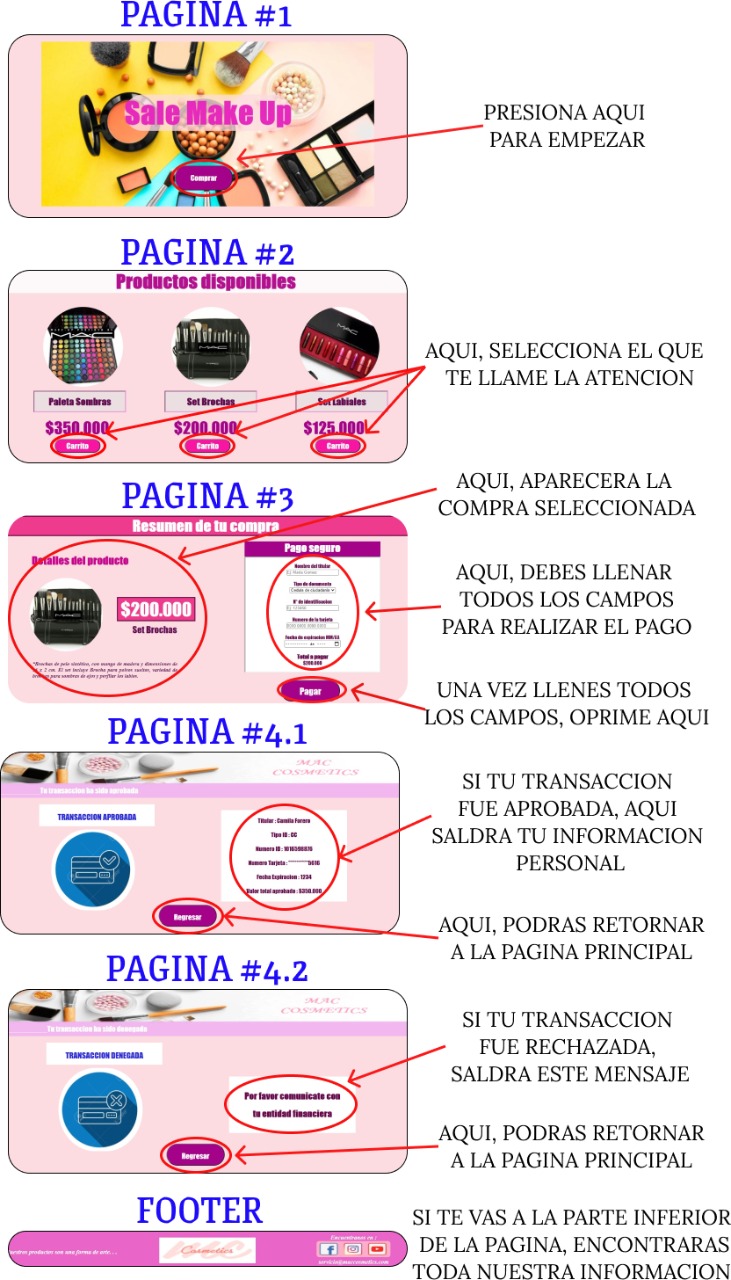 PAGINA #1
Sale Make Up
Comprar
PRESIONA AQUI
PARA EMPEZAR
PAGINA #2
Productos disponibles
MAC
MAC
MAC
Paleta Sombras
Set Brochas
Set Labiales
$350.000
$200.000
$125.000
Carrito
Carrito
Carrito
AQUI, SELECCIONA EL QUE
TE LLAME LA ATENCION
PAGINA #3
Resumen de tu compra
Detalles del producto
$200.000
Set Brochas
*Brochas de pelo sintético, con mango de madera y dimensiones de
x 2 cm. El set incluye Brocha para polvos sueltos, variedad de
brochas para sombras de ojos y perfilar los labios.
Pago seguro
Nombre del titular
Tipo de documento
Cedula de ciudadania
N° de identificacion
Numero de la tarjeta
0000 0000 0000 0000
Fecha de expiracion MM/AA
Total a pagar
$200.000
Pagar
AQUI, APARECERA LA
COMPRA SELECCIONADA
AQUI, DEBES LLENAR
TODOS LOS CAMPOS
PARA REALIZAR EL PAGO
UNA VEZ LLENES TODOS
LOS CAMPOS, OPRIME AQUI
PAGINA #4.1
MAC
COSMETICS
Tu transaccion ha sido aprobada
TRANSACCION APROBADA
Titular : Camila Forero
Tipo ID : CC
Numero ID : 1016598876
Numero Tarjeta : ************5616
Fecha Expiracion : 1234
Valor total aprobado : $350.000
Regresar
SI TU TRANSACCION
FUE APROBADA, AQUI
SALDRA TU INFORMACION
PERSONAL
AQUI, PODRAS RETORNAR
A LA PAGINA PRINCIPAL
PAGINA #4.2
MAC
COSMETICS
Tu transaccion ha sido denegada
TRANSACCION DENEGADA
Por favor comunicate con
tu entidad financiera
Regresar
SI TU TRANSACCION
FUE RECHAZADA,
SALDRA ESTE MENSAJE
AQUI, PODRAS RETORNAR
A LA PAGINA PRINCIPAL
FOOTER
nuestros productos son una forma de arte...
Cosmetics
Encuentranos en :
servicio@maccosmetics.com
SI TE VAS A LA PARTE INFERIOR
DE LA PAGINA, ENCONTRARAS
TODA NUESTRA INFORMACION